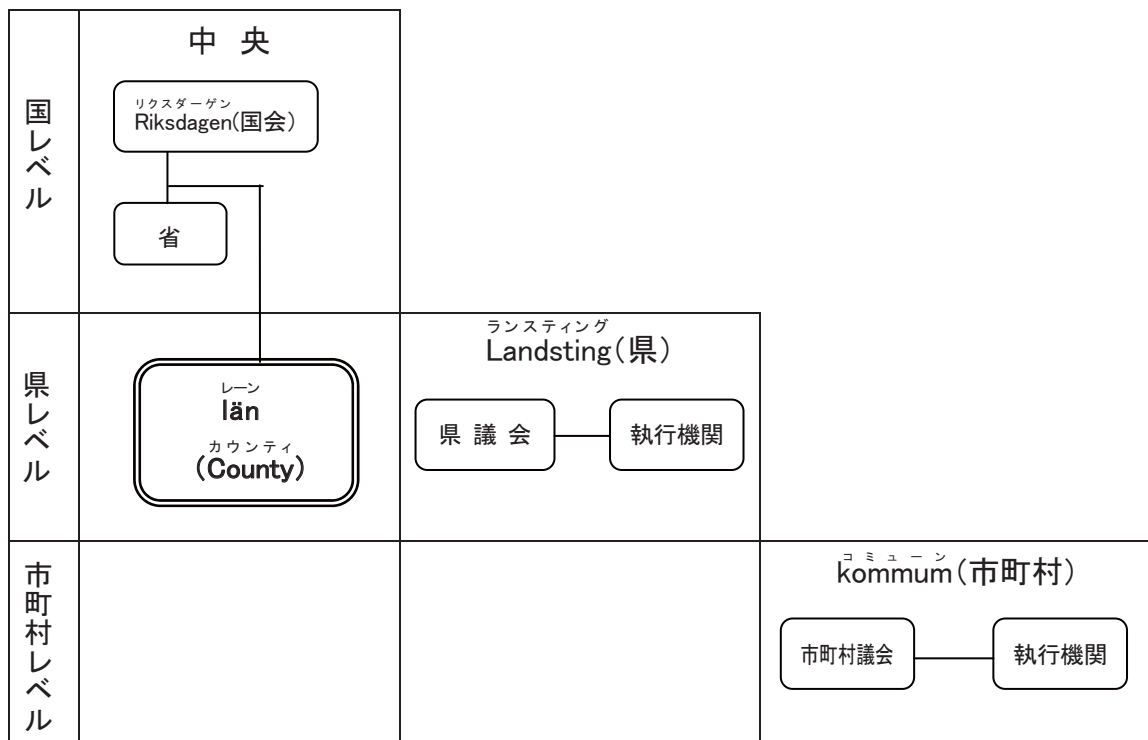 国レベル
中 央
リクスダーゲン
Riksdagen(国会)
省
県レベル
レーン
län
カウンティ
(County)
ランスティング
Landsting(県)
県 議 会
執行機関
市町村レベル
コミューン
kommum(市町村)
市町村議会
執行機関